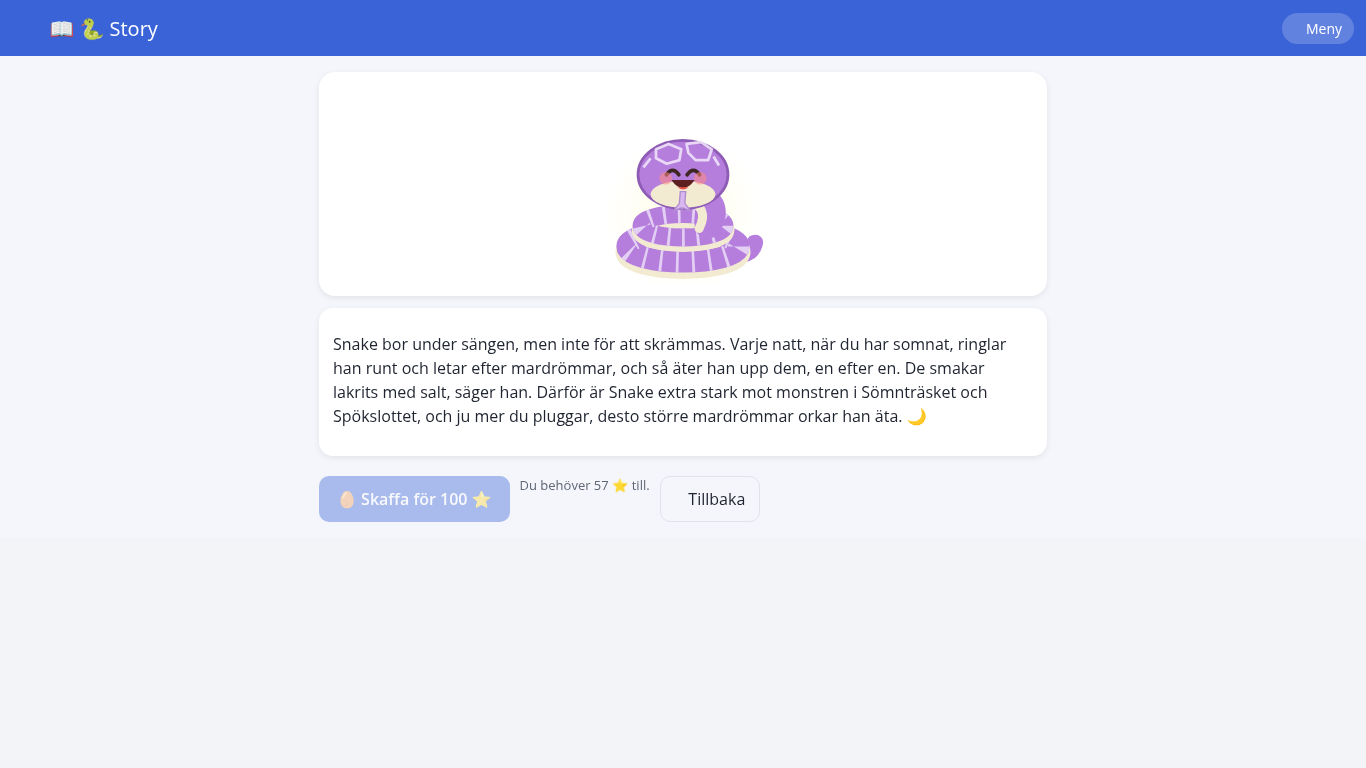 📖 🐍 Story
Meny
Snake bor under sängen, men inte för att skrämmas. Varje natt, när du har somnat, ringlar
han runt och letar efter mardrömmar, och så äter han upp dem, en efter en. De smakar
lakrits med salt, säger han. Därför är Snake extra stark mot monstren i Sömnträsket och
Spökslottet, och ju mer du pluggar, desto större mardrömmar orkar han äta. 🌙
🥚 Skaffa för 100 ⭐
Du behöver 57 ⭐ till.
Tillbaka